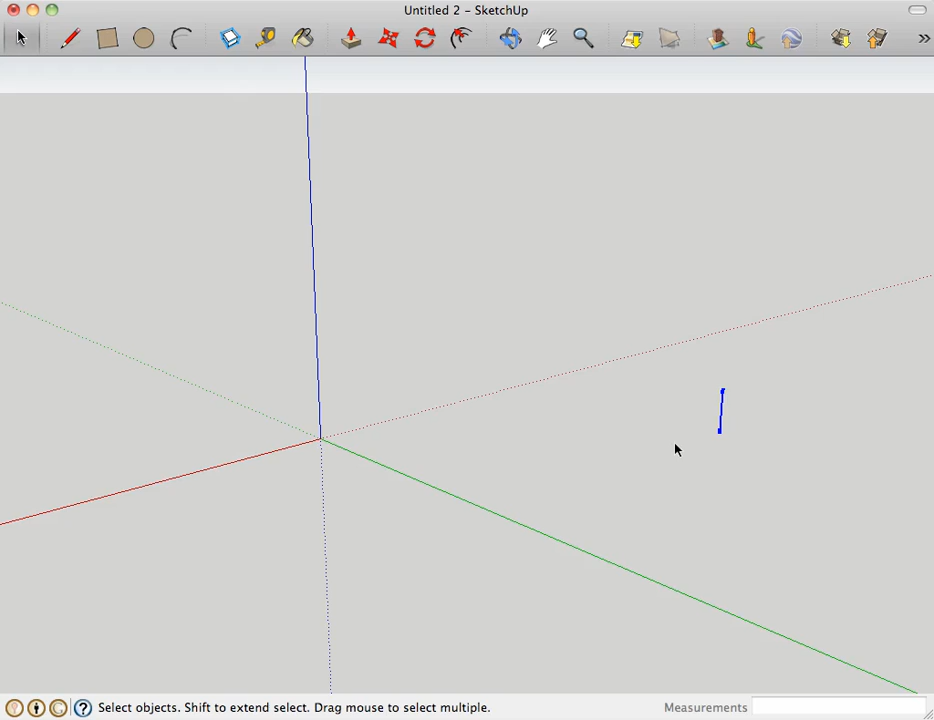 Untitled 2 - SketchUp
Select objects. Shift to extend select. Drag mouse to select multiple.
Measurements